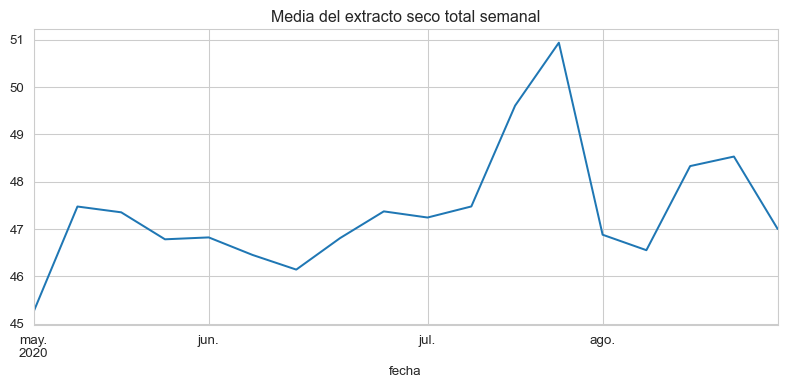 Media del extracto seco total semanal
51
50
49
48
47
46
45
may.
2020
jun.
jul.
ago.
fecha